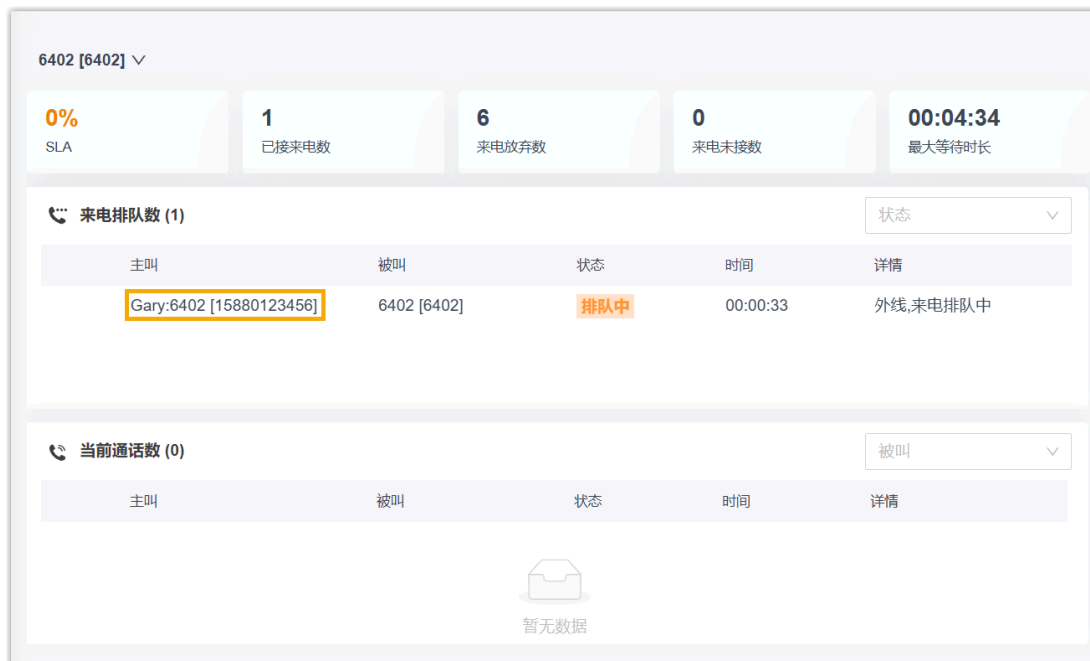 6402 [6402]
0% 1 6 0 00:04:34
SLA 已接来电数 来电放弃数 来电未接数 最大等待时长
来电排队数 (1) 状态
主叫 被叫 状态 时间 详情
Gary:6402 [15880123456] 6402 [6402] 排队中 00:00:33 外线,来电排队中
当前通话数 (0) 被叫
主叫 被叫 状态 时间 详情
暂无数据